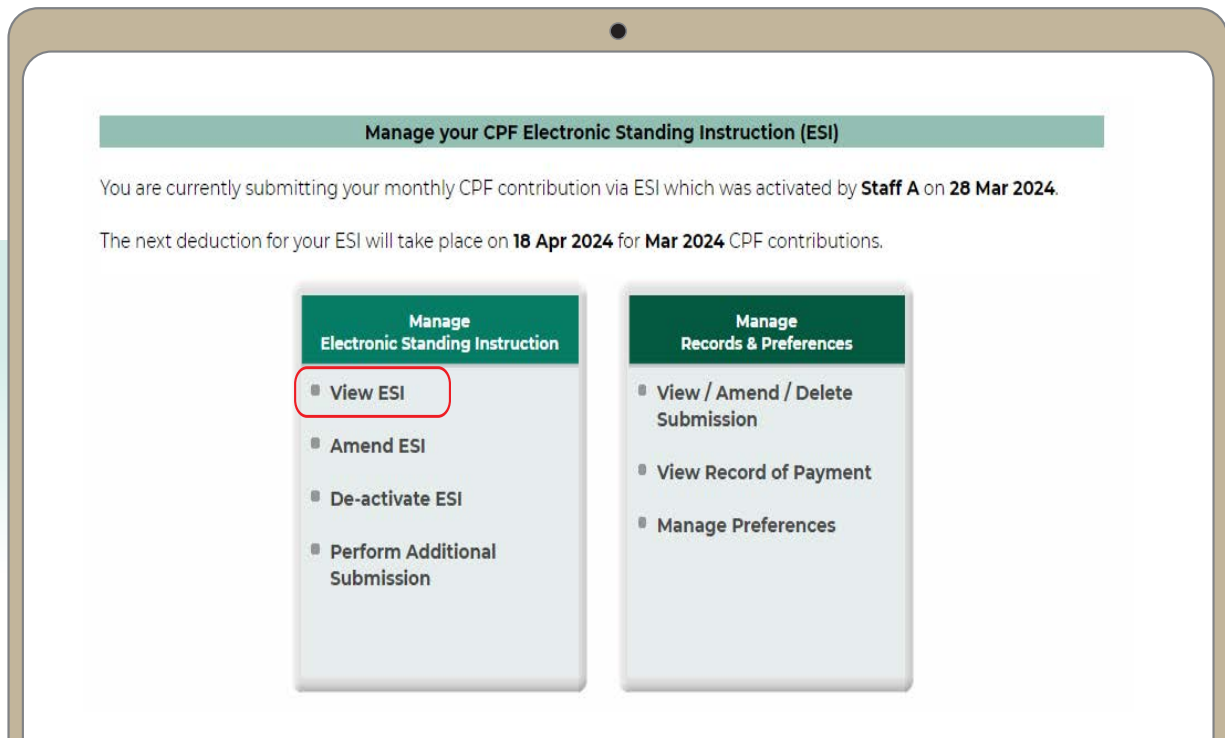 Manage your CPF Electronic Standing Instruction (ESI)
You are currently submitting your monthly CPF contribution via ESI which was activated by Staff A on 28 Mar 2024.
The next deduction for your ESI will take place on 18 Apr 2024 for Mar 2024 CPF contributions.
Manage
Electronic Standing Instruction
View ESI
Amend ESI
De-activate ESI
Perform Additional
Submission
Manage
Records & Preferences
View / Amend / Delete
Submission
View Record of Payment
Manage Preferences